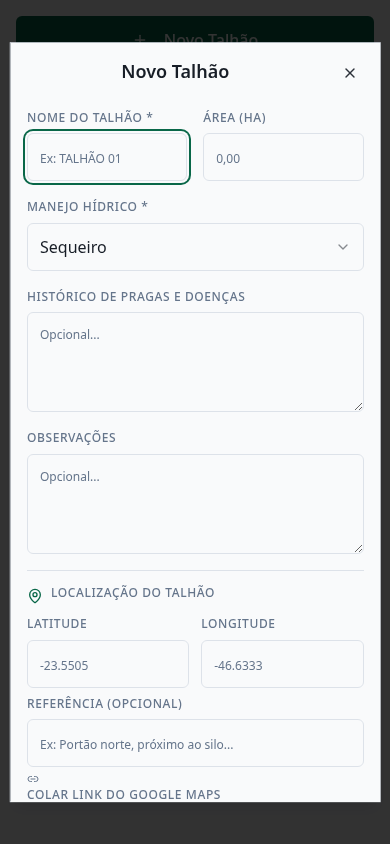 + Novo Talhão
Novo Talhão
NOME DO TALHÃO * ÁREA (HA)
Ex: TALHÃO 01 0,00
MANEJO HÍDRICO *
Sequeiro
HISTÓRICO DE PRAGAS E DOENÇAS
Opcional...
OBSERVAÇÕES
Opcional...
LOCALIZAÇÃO DO TALHÃO
LATITUDE LONGITUDE
-23.5505 -46.6333
REFERÊNCIA (OPCIONAL)
Ex: Portão norte, próximo ao silo...
COLAR LINK DO GOOGLE MAPS